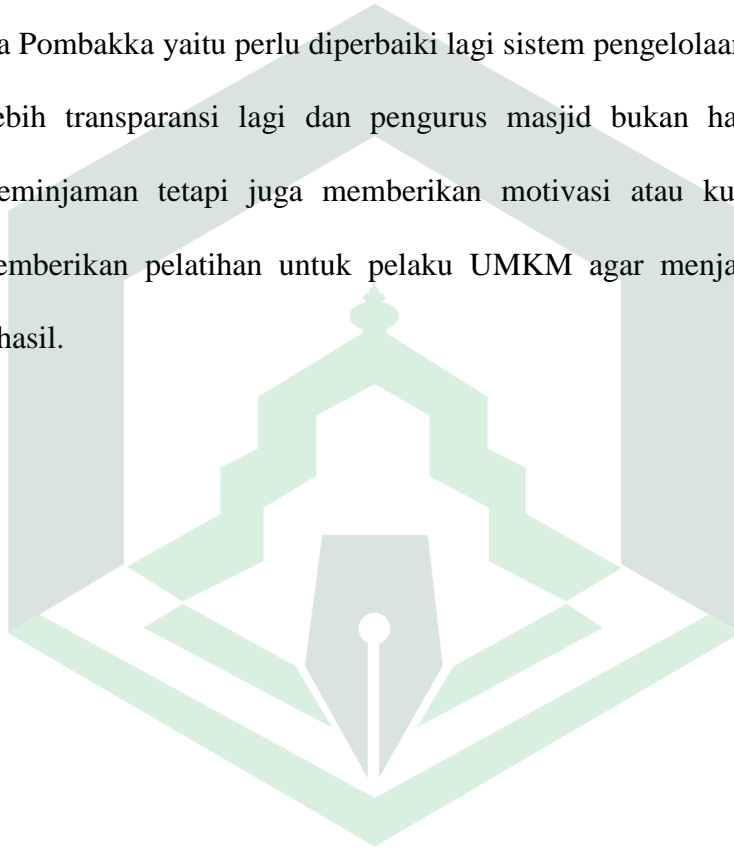 a Pombakka yaitu perlu diperbaiki lagi sistem pengelolaan
ebih transparansi lagi dan pengurus masjid bukan ha
eminjaman tetapi juga memberikan motivasi atau ku
emberikan pelatihan untuk pelaku UMKM agar menja
hasil.